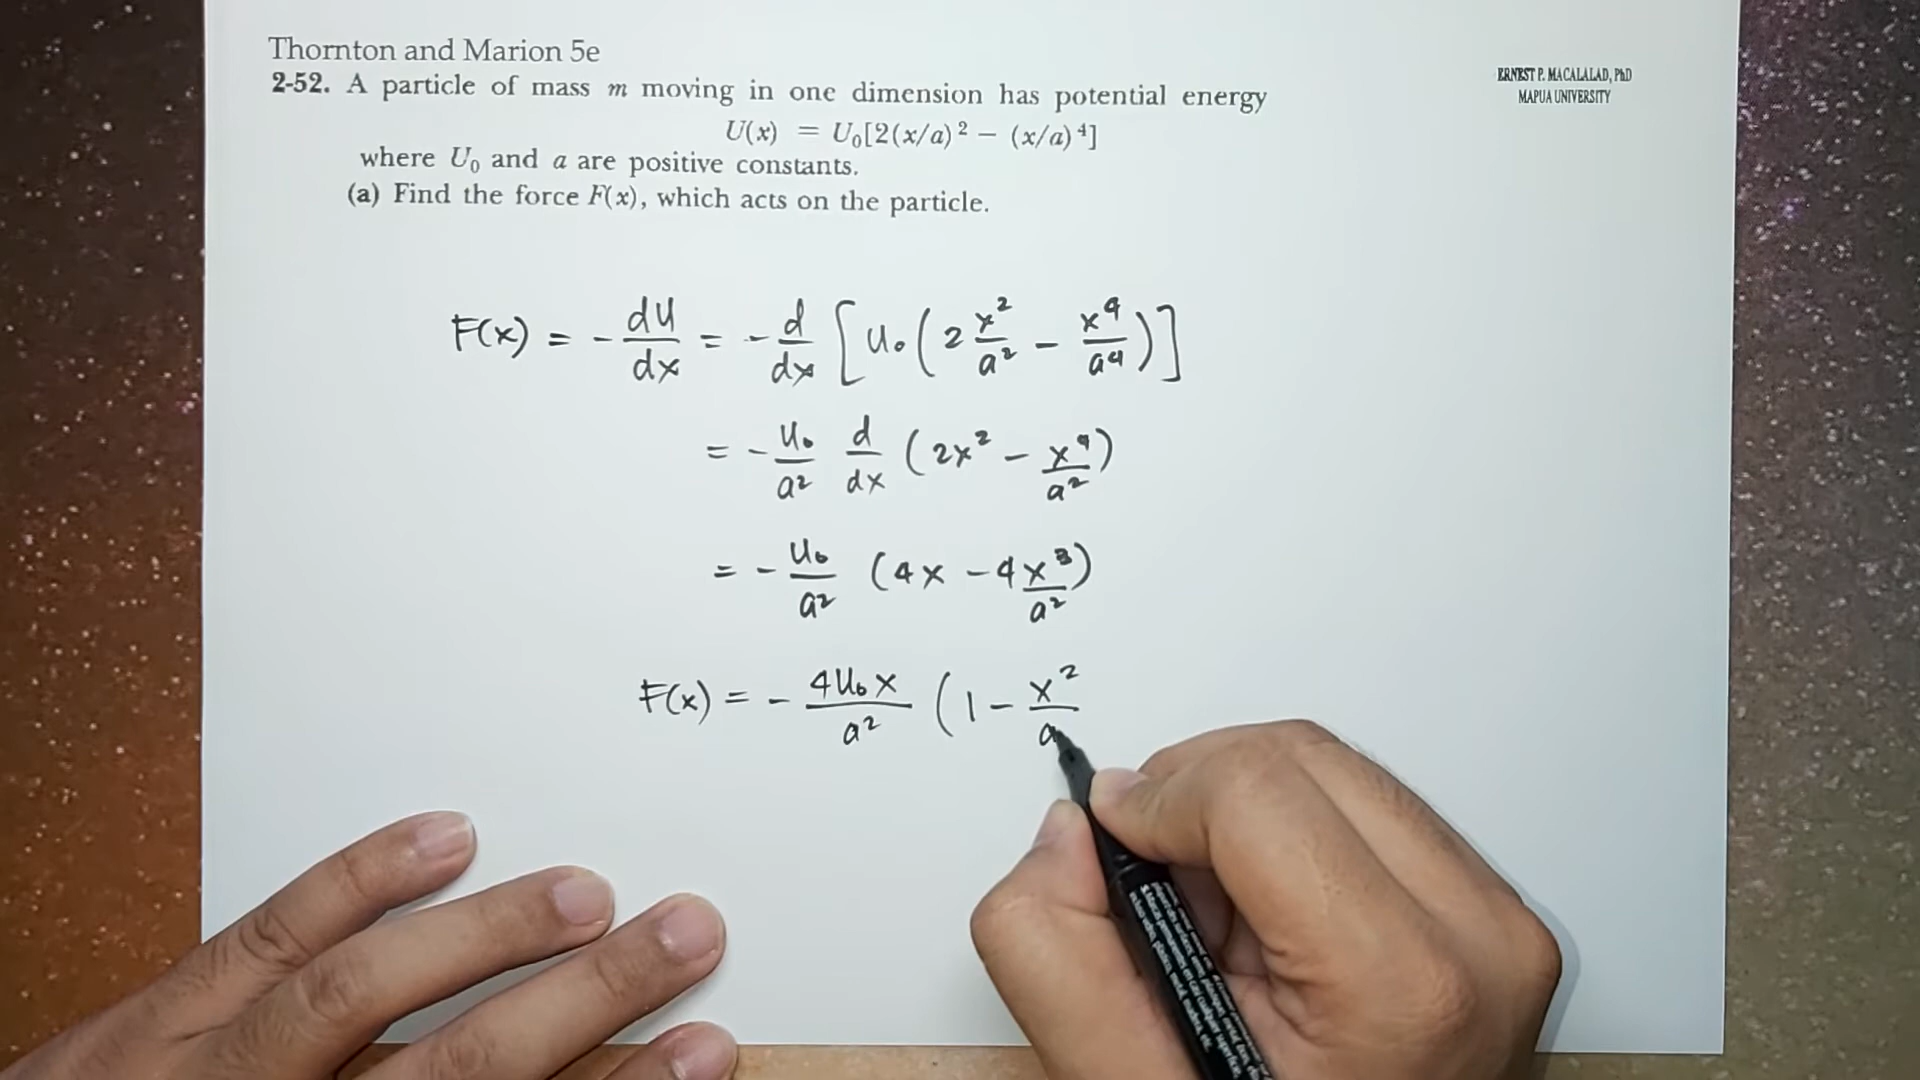 Thornton and Marion 5e
ERNEST P. MACALALAD, PhD
MAPUA UNIVERSITY
2-52. A particle of mass m moving in one dimension has potential energy
U(x) = U₀[2(x/a)² − (x/a)⁴]
where U₀ and a are positive constants.
(a) Find the force F(x), which acts on the particle.
F(x) = - dU/dx = - d/dx [U₀(2 x²/a² - x⁴/a⁴)]
= - U₀/a² d/dx (2x² - x⁴/a²)
= - U₀/a² (4x - 4x³/a²)
F(x) = - 4U₀x/a² (1 - x²/a